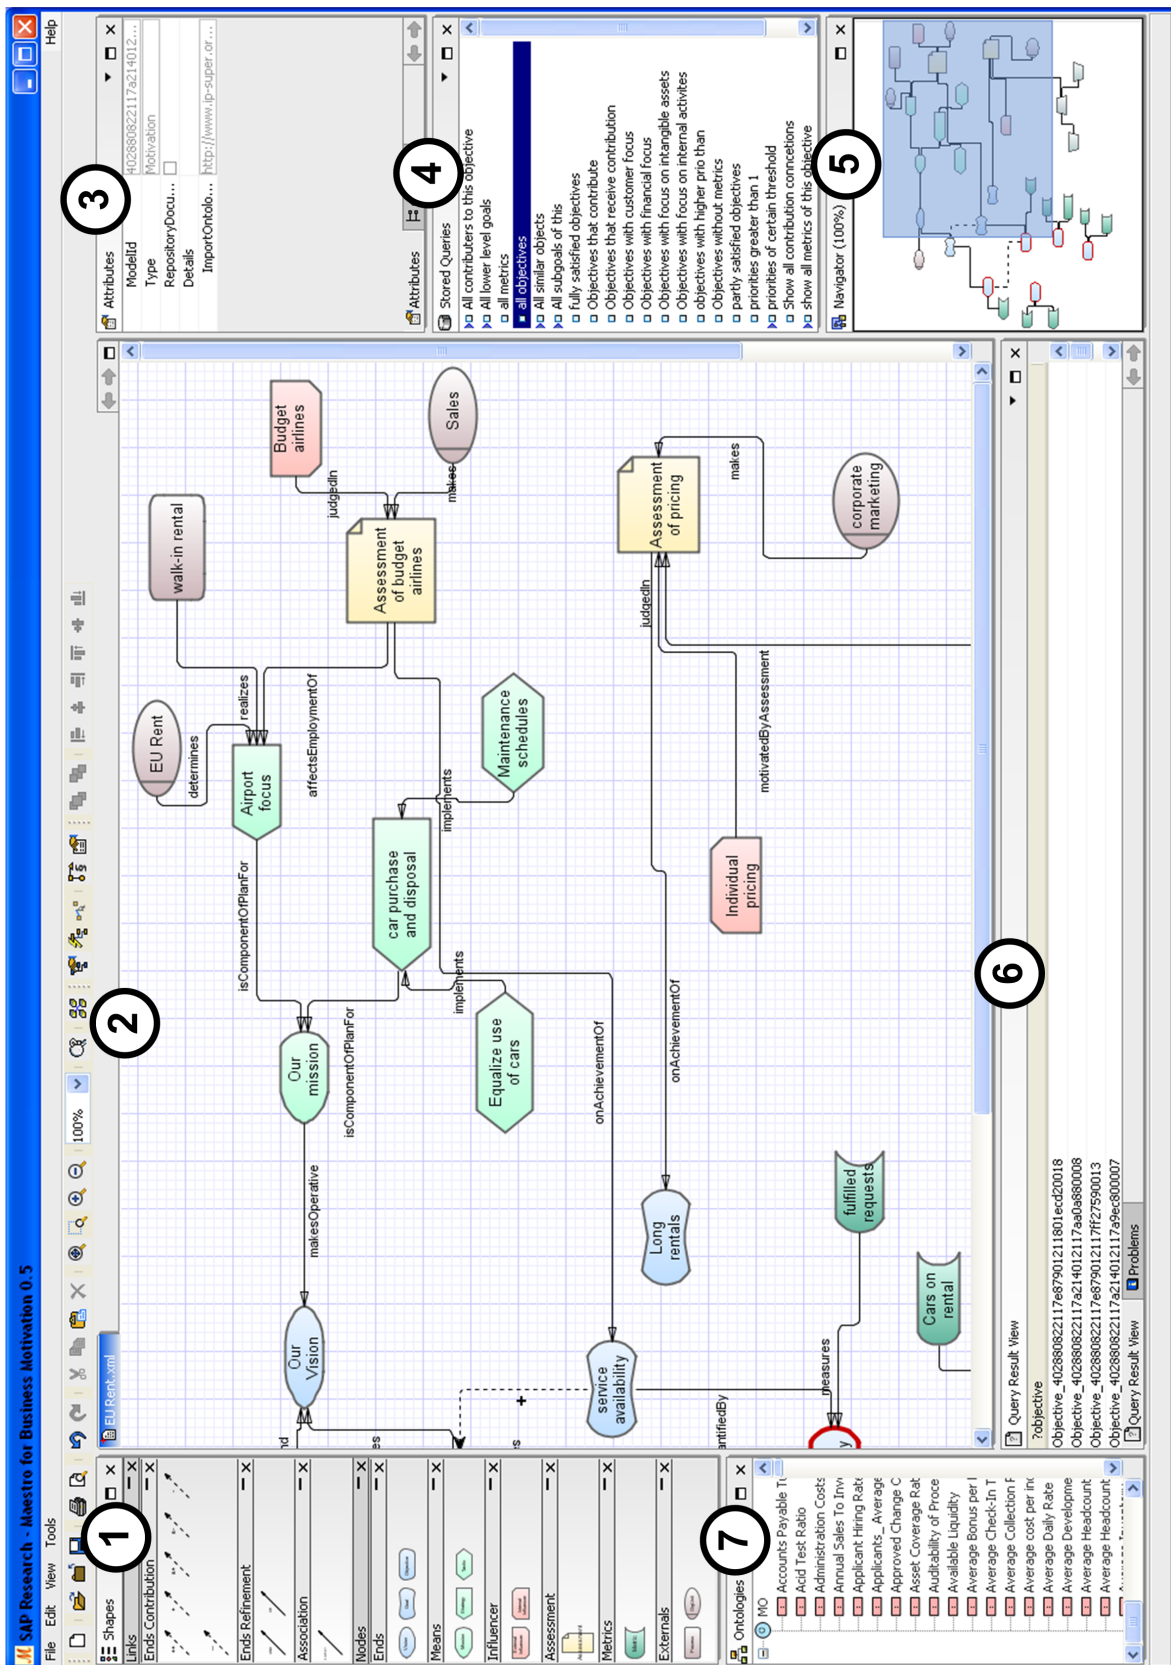 SAP Research - Maestro for Business Motivation 0.5
File Edit View Tools Help
100%
1
Shapes
Links
Ends Contribution
Ends Refinement
Association
Nodes
Ends
Means
Influencer
Assessment
Metrics
Externals
7
Ontologies
MO
Accounts Payable Tu
Acid Test Ratio
Administration Costs
Annual Sales To Inv
Applicant Hiring Rat
Applicants_Average
Approved Change C
Asset Coverage Rat
Auditability of Proce
Available Liquidity
Average Bonus per
Average Check-In T
Average Collection F
Average cost per inc
Average Daily Rate
Average Developme
Average Headcount
Average Headcount
2
EU Rent.xml
EU Rent
walk-in rental
determines
realizes
Airport
focus
Budget
airlines
judgedIn
Sales
makes
Assessment
of budget
airlines
affectsEmploymentOf
isComponentOfPlanFor
Our
mission
makesOperative
Our
Vision
isComponentOfPlanFor
car purchase
and disposal
implements
Maintenance
schedules
implements
Equalize use
of cars
onAchievementOf
service
availability
antifiedBy
measures
fulfilled
requests
Cars on
rental
Long
rentals
onAchievementOf
judgedIn
Assessment
of pricing
makes
corporate
marketing
motivatedByAssessment
Individual
pricing
3
Attributes
ModelId 402880822117a214012...
Type Motivation
RepositoryDocu...
Details
ImportOntolo... http://www.ip-super.or...
Attributes
4
Stored Queries
All contributers to this objective
All lower level goals
all metrics
all objectives
All similar objects
All subgoals of this
fully satisfied objectives
Objectives that contribute
Objectives that receive contribution
Objectives with customer focus
Objectives with financial focus
Objectives with focus on intangible assets
Objectives with focus on internal activites
objectives with higher prio than
Objectives without metrics
partly satisfied objectives
priorities greater than 1
priorities of certain threshold
Show all contribution conncetions
show all metrics of this objective
5
Navigator (100%)
6
Query Result View
?objective
Objective_402880822117e87901211801ecd20018
Objective_402880822117a214012117aa0a880008
Objective_402880822117e879012117ff27590013
Objective_402880822117a214012117a9ec800007
Query Result View
Problems